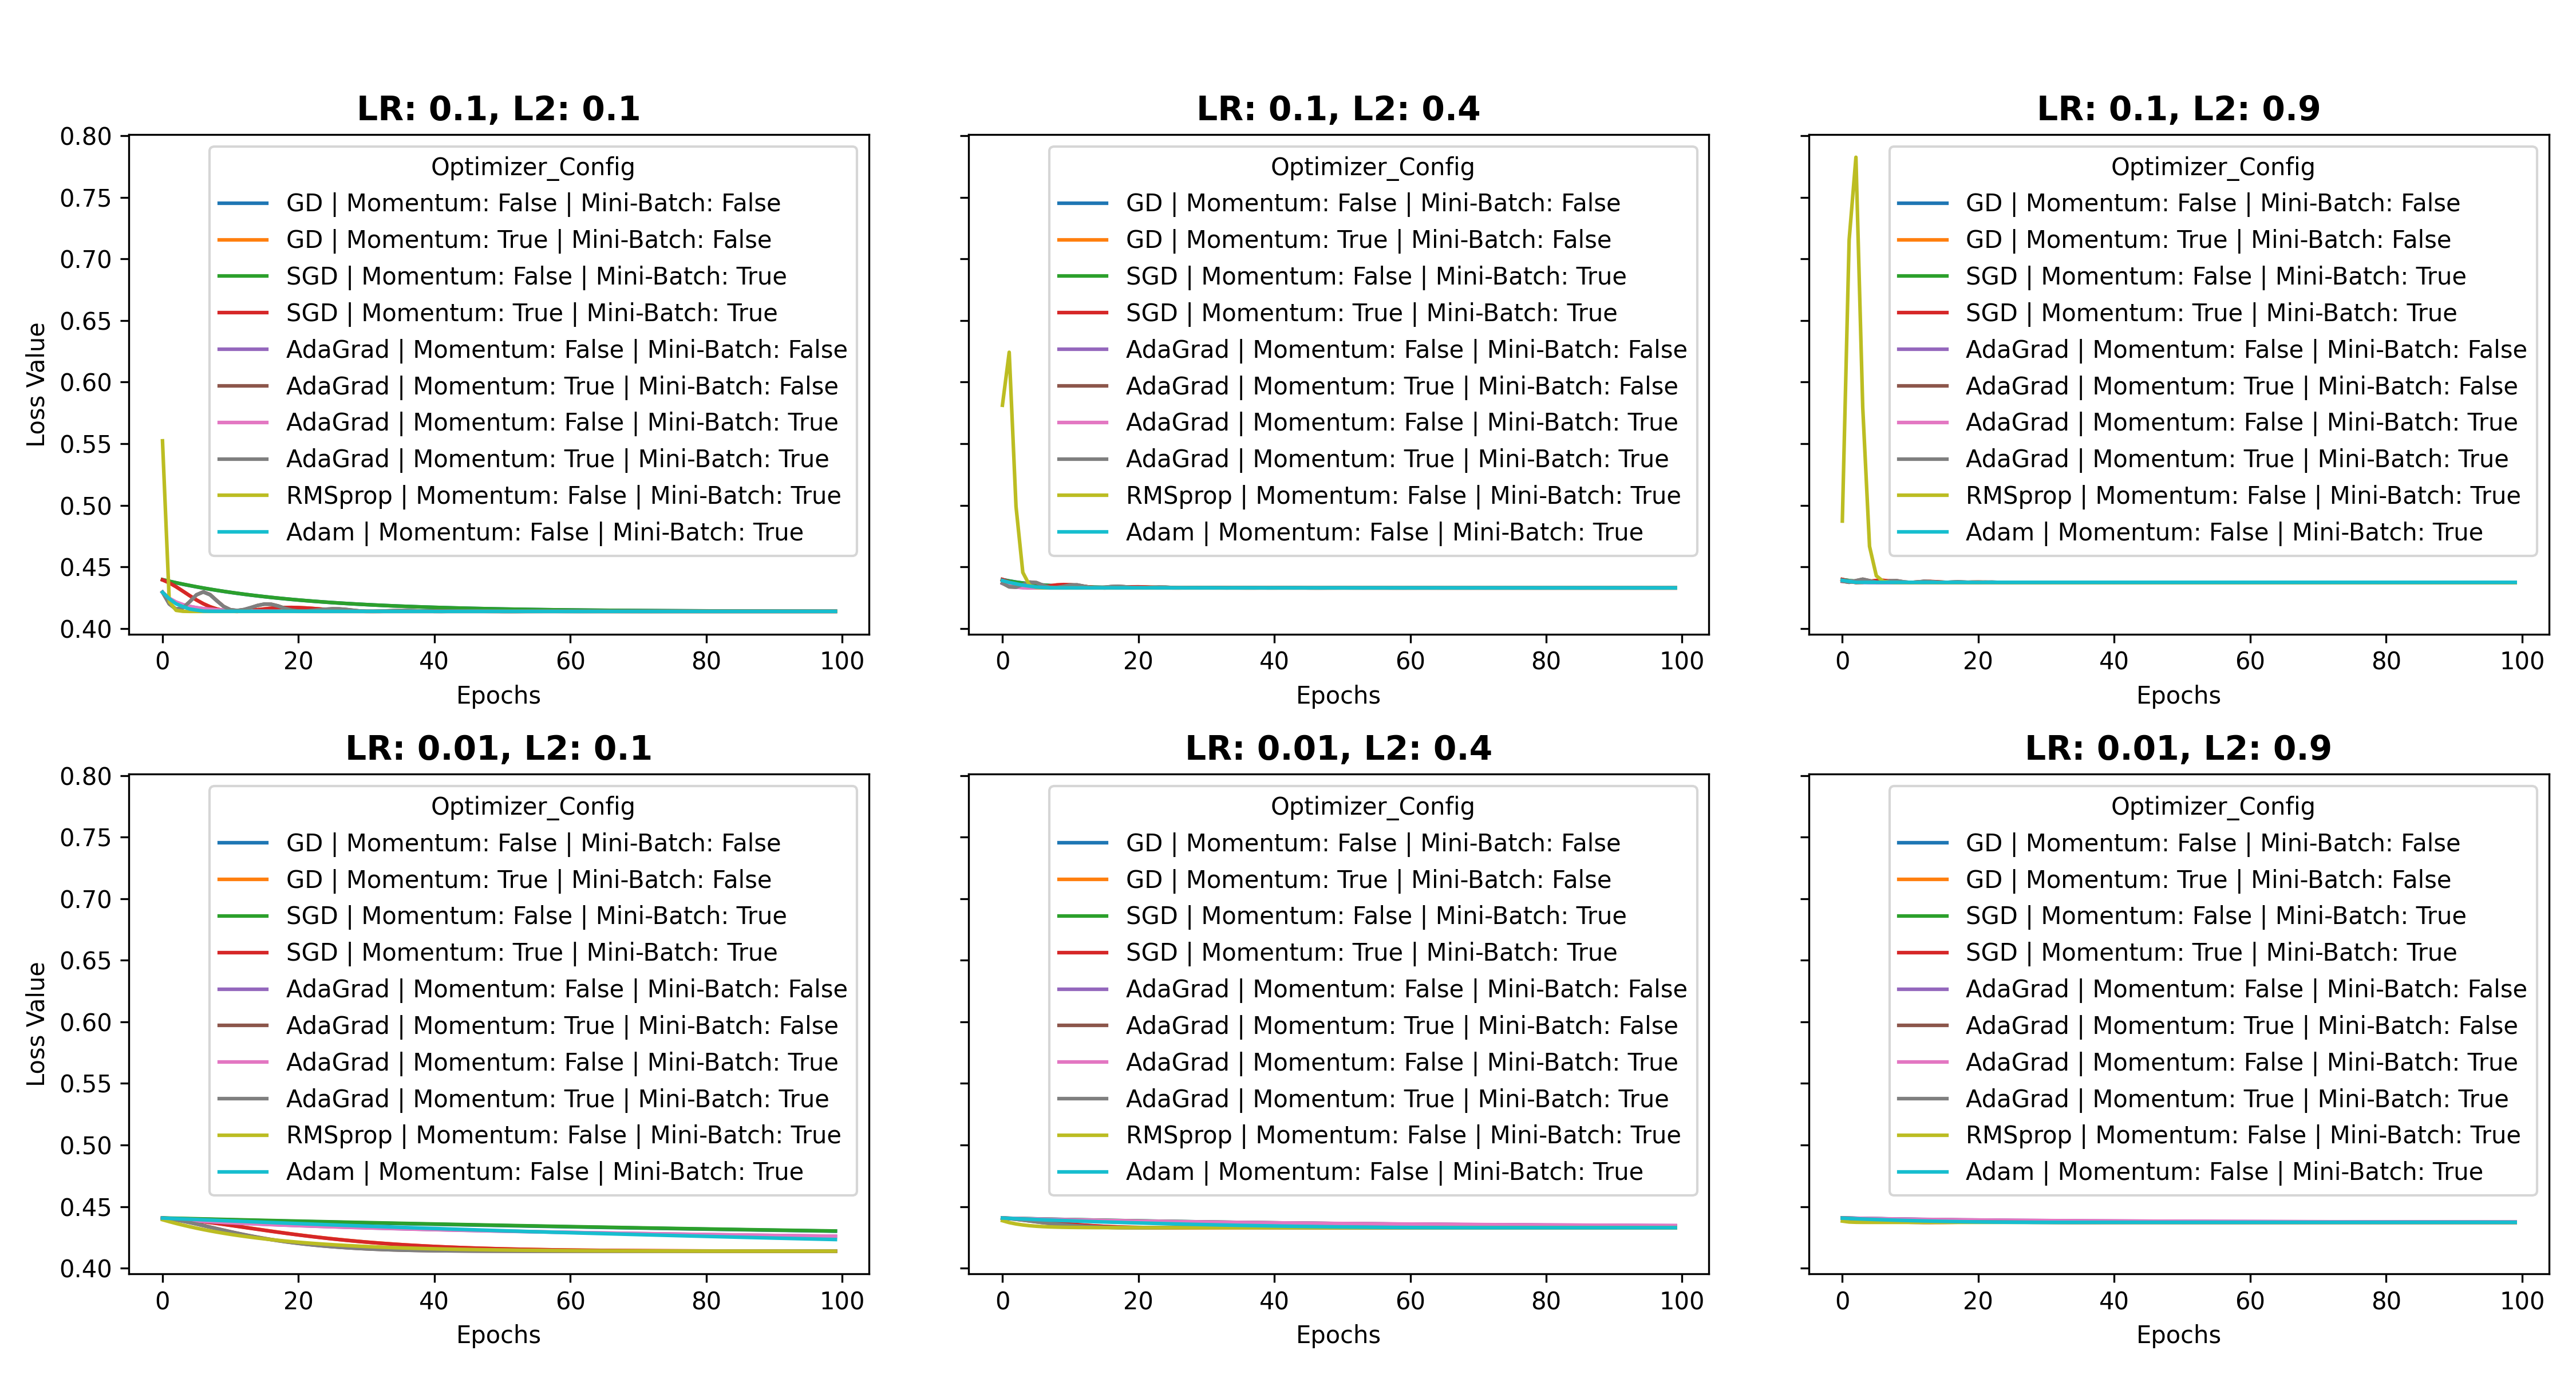 LR: 0.1, L2: 0.1
Loss Value
0.80
0.75
0.70
0.65
0.60
0.55
0.50
0.45
0.40
Optimizer_Config
GD | Momentum: False | Mini-Batch: False
GD | Momentum: True | Mini-Batch: False
SGD | Momentum: False | Mini-Batch: True
SGD | Momentum: True | Mini-Batch: True
AdaGrad | Momentum: False | Mini-Batch: False
AdaGrad | Momentum: True | Mini-Batch: False
AdaGrad | Momentum: False | Mini-Batch: True
AdaGrad | Momentum: True | Mini-Batch: True
RMSprop | Momentum: False | Mini-Batch: True
Adam | Momentum: False | Mini-Batch: True
0 20 40 60 80 100
Epochs
LR: 0.1, L2: 0.4
Optimizer_Config
GD | Momentum: False | Mini-Batch: False
GD | Momentum: True | Mini-Batch: False
SGD | Momentum: False | Mini-Batch: True
SGD | Momentum: True | Mini-Batch: True
AdaGrad | Momentum: False | Mini-Batch: False
AdaGrad | Momentum: True | Mini-Batch: False
AdaGrad | Momentum: False | Mini-Batch: True
AdaGrad | Momentum: True | Mini-Batch: True
RMSprop | Momentum: False | Mini-Batch: True
Adam | Momentum: False | Mini-Batch: True
0 20 40 60 80 100
Epochs
LR: 0.1, L2: 0.9
Optimizer_Config
GD | Momentum: False | Mini-Batch: False
GD | Momentum: True | Mini-Batch: False
SGD | Momentum: False | Mini-Batch: True
SGD | Momentum: True | Mini-Batch: True
AdaGrad | Momentum: False | Mini-Batch: False
AdaGrad | Momentum: True | Mini-Batch: False
AdaGrad | Momentum: False | Mini-Batch: True
AdaGrad | Momentum: True | Mini-Batch: True
RMSprop | Momentum: False | Mini-Batch: True
Adam | Momentum: False | Mini-Batch: True
0 20 40 60 80 100
Epochs
LR: 0.01, L2: 0.1
Loss Value
0.80
0.75
0.70
0.65
0.60
0.55
0.50
0.45
0.40
Optimizer_Config
GD | Momentum: False | Mini-Batch: False
GD | Momentum: True | Mini-Batch: False
SGD | Momentum: False | Mini-Batch: True
SGD | Momentum: True | Mini-Batch: True
AdaGrad | Momentum: False | Mini-Batch: False
AdaGrad | Momentum: True | Mini-Batch: False
AdaGrad | Momentum: False | Mini-Batch: True
AdaGrad | Momentum: True | Mini-Batch: True
RMSprop | Momentum: False | Mini-Batch: True
Adam | Momentum: False | Mini-Batch: True
0 20 40 60 80 100
Epochs
LR: 0.01, L2: 0.4
Optimizer_Config
GD | Momentum: False | Mini-Batch: False
GD | Momentum: True | Mini-Batch: False
SGD | Momentum: False | Mini-Batch: True
SGD | Momentum: True | Mini-Batch: True
AdaGrad | Momentum: False | Mini-Batch: False
AdaGrad | Momentum: True | Mini-Batch: False
AdaGrad | Momentum: False | Mini-Batch: True
AdaGrad | Momentum: True | Mini-Batch: True
RMSprop | Momentum: False | Mini-Batch: True
Adam | Momentum: False | Mini-Batch: True
0 20 40 60 80 100
Epochs
LR: 0.01, L2: 0.9
Optimizer_Config
GD | Momentum: False | Mini-Batch: False
GD | Momentum: True | Mini-Batch: False
SGD | Momentum: False | Mini-Batch: True
SGD | Momentum: True | Mini-Batch: True
AdaGrad | Momentum: False | Mini-Batch: False
AdaGrad | Momentum: True | Mini-Batch: False
AdaGrad | Momentum: False | Mini-Batch: True
AdaGrad | Momentum: True | Mini-Batch: True
RMSprop | Momentum: False | Mini-Batch: True
Adam | Momentum: False | Mini-Batch: True
0 20 40 60 80 100
Epochs